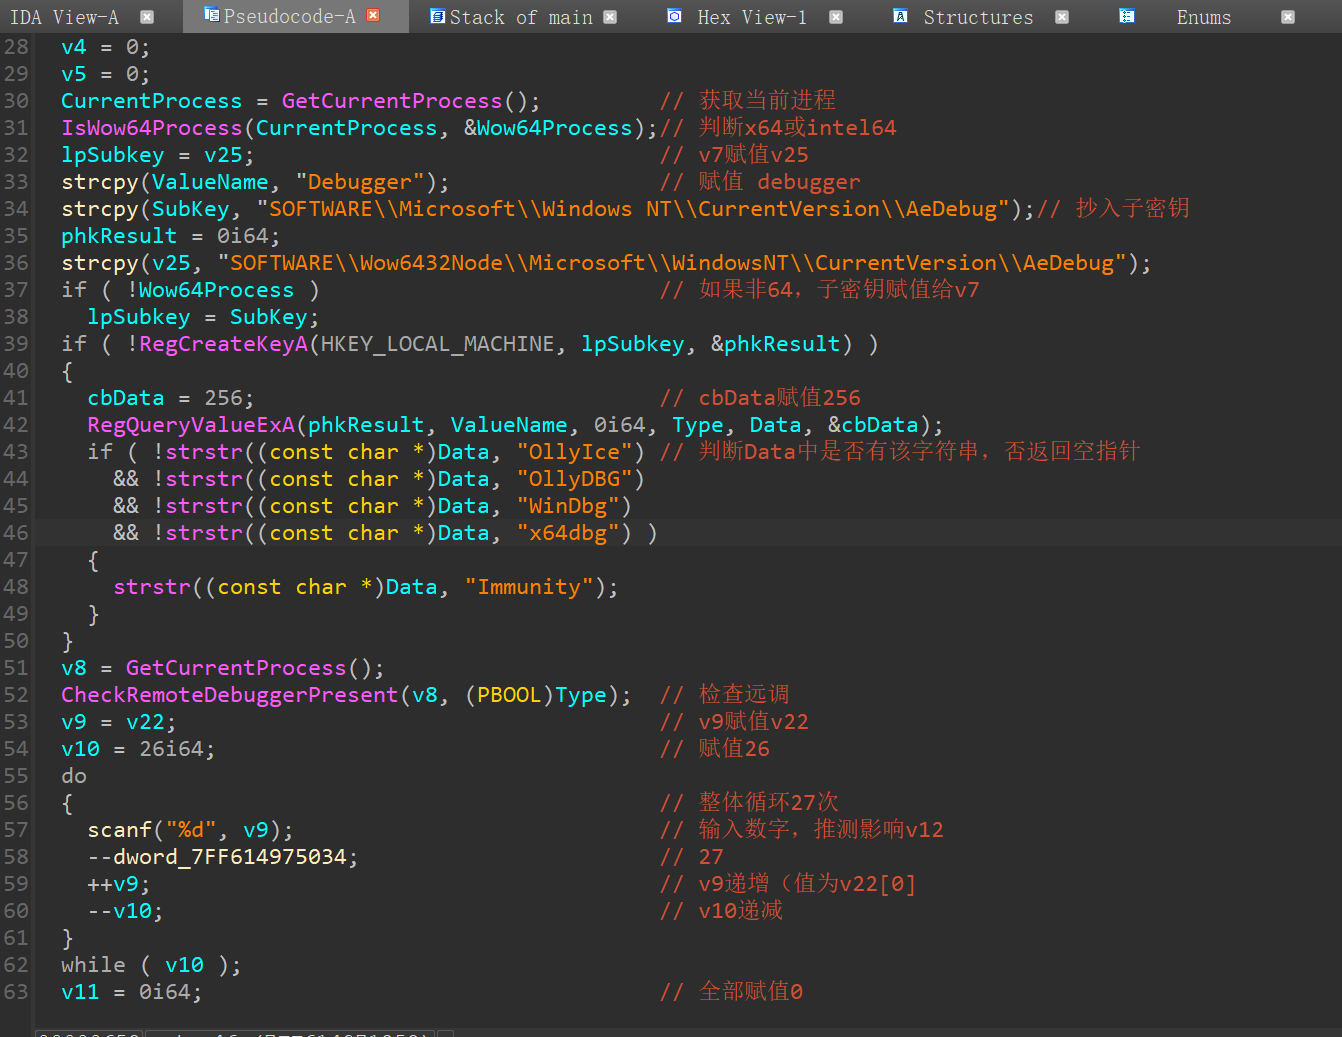 IDA View-A Pseudocode-A Stack of main Hex View-1 Structures Enums
28 v4 = 0;
29 v5 = 0;
30 CurrentProcess = GetCurrentProcess(); // 获取当前进程
31 IsWow64Process(CurrentProcess, &Wow64Process);// 判断x64或intel64
32 lpSubkey = v25; // v7赋值v25
33 strcpy(ValueName, "Debugger"); // 赋值 debugger
34 strcpy(SubKey, "SOFTWARE\\Microsoft\\Windows NT\\CurrentVersion\\AeDebug");// 抄入子密钥
35 phkResult = 0i64;
36 strcpy(v25, "SOFTWARE\\Wow6432Node\\Microsoft\\WindowsNT\\CurrentVersion\\AeDebug");
37 if ( !Wow64Process ) // 如果非64，子密钥赋值给v7
38 lpSubkey = SubKey;
39 if ( !RegCreateKeyA(HKEY_LOCAL_MACHINE, lpSubkey, &phkResult) )
40 {
41 cbData = 256; // cbData赋值256
42 RegQueryValueExA(phkResult, ValueName, 0i64, Type, Data, &cbData);
43 if ( !strstr((const char *)Data, "OllyIce") // 判断Data中是否有该字符串，否返回空指针
44 && !strstr((const char *)Data, "OllyDBG")
45 && !strstr((const char *)Data, "WinDbg")
46 && !strstr((const char *)Data, "x64dbg") )
47 {
48 strstr((const char *)Data, "Immunity");
49 }
50 }
51 v8 = GetCurrentProcess();
52 CheckRemoteDebuggerPresent(v8, (PBOOL)Type); // 检查远调
53 v9 = v22; // v9赋值v22
54 v10 = 26i64; // 赋值26
55 do
56 { // 整体循环27次
57 scanf("%d", v9); // 输入数字，推测影响v12
58 --dword_7FF614975034; // 27
59 ++v9; // v9递增（值为v22[0]
60 --v10; // v10递减
61 }
62 while ( v10 );
63 v11 = 0i64; // 全部赋值0